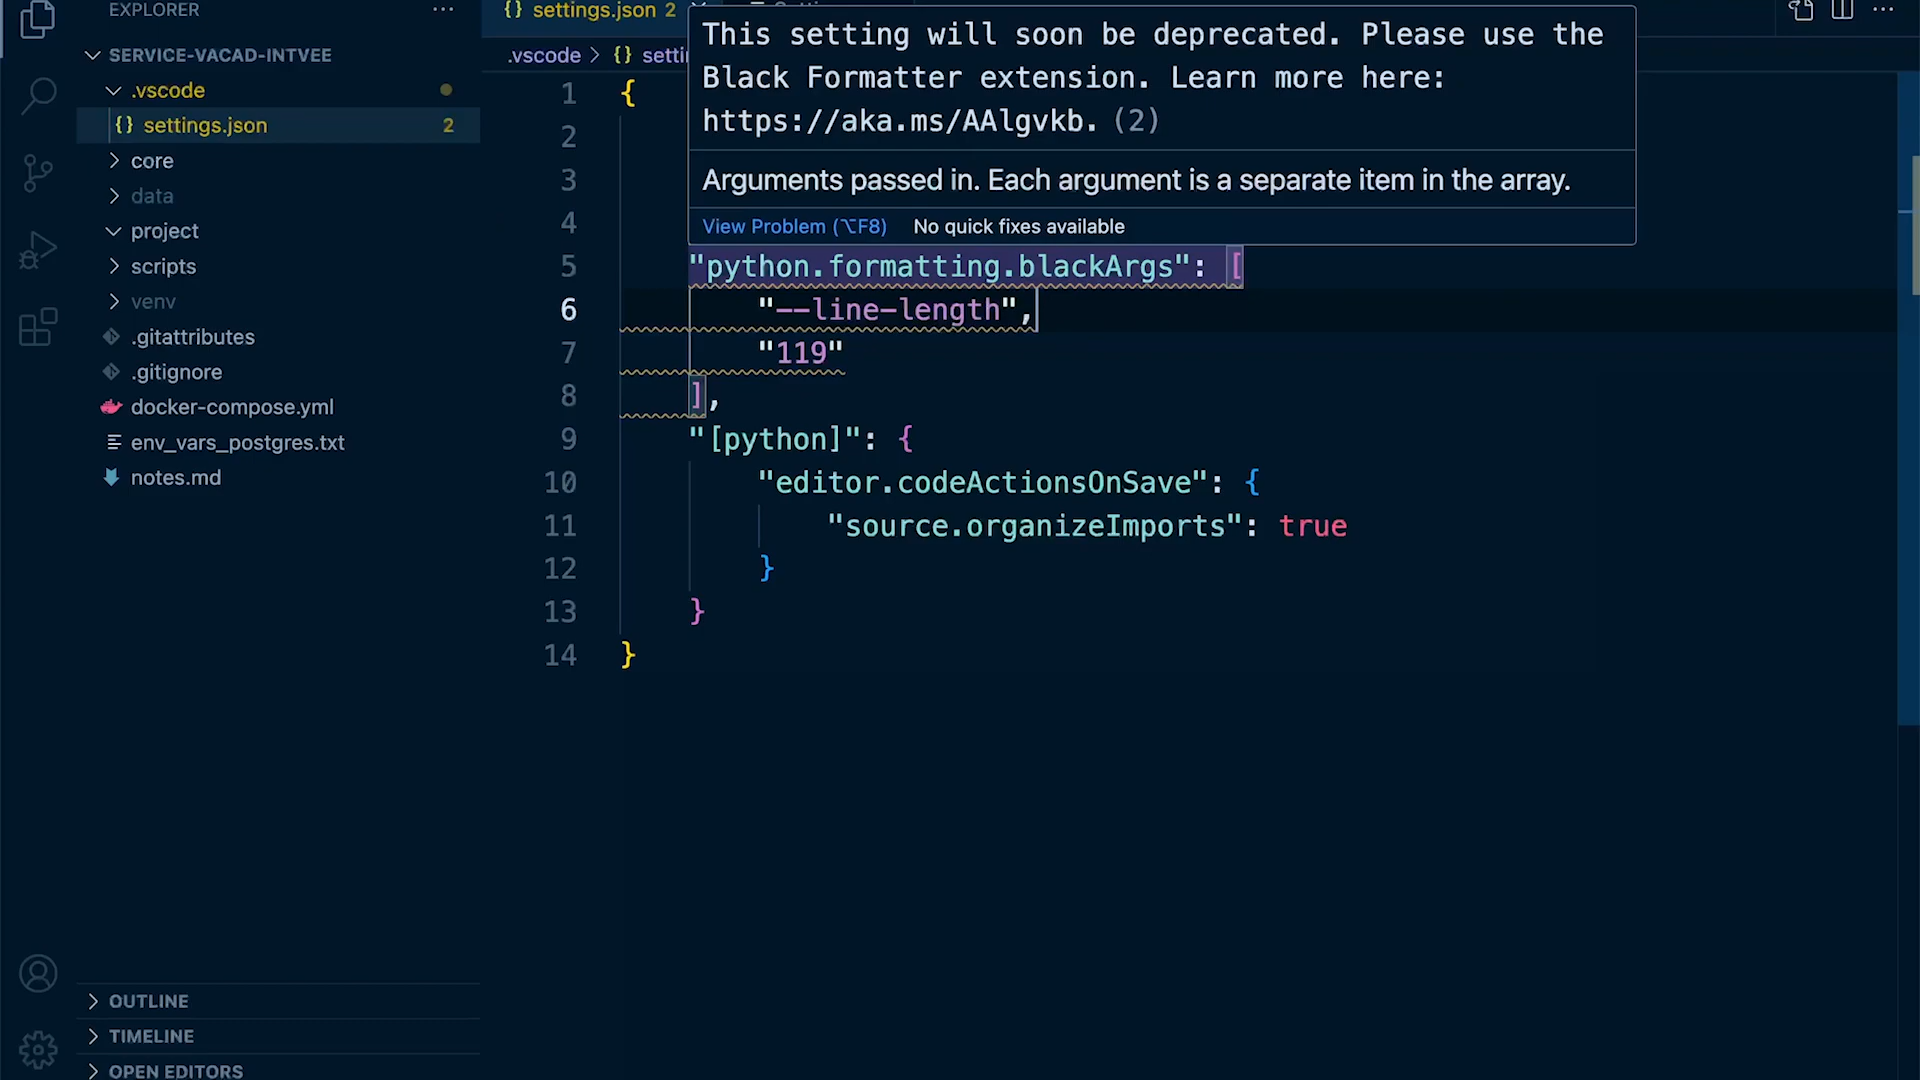 EXPLORER
SERVICE-VACAD-INTVEE
.vscode
{} settings.json 2
core
data
project
scripts
venv
.gitattributes
.gitignore
docker-compose.yml
env_vars_postgres.txt
notes.md
OUTLINE
TIMELINE
OPEN EDITORS
{} settings.json 2
.vscode > {} setti
This setting will soon be deprecated. Please use the
Black Formatter extension. Learn more here:
https://aka.ms/AAlgvkb. (2)
Arguments passed in. Each argument is a separate item in the array.
View Problem (⌥F8) No quick fixes available
1 {
2
3
4
5 "python.formatting.blackArgs": [
6 "--line-length",
7 "119"
8 ],
9 "[python]": {
10 "editor.codeActionsOnSave": {
11 "source.organizeImports": true
12 }
13 }
14 }